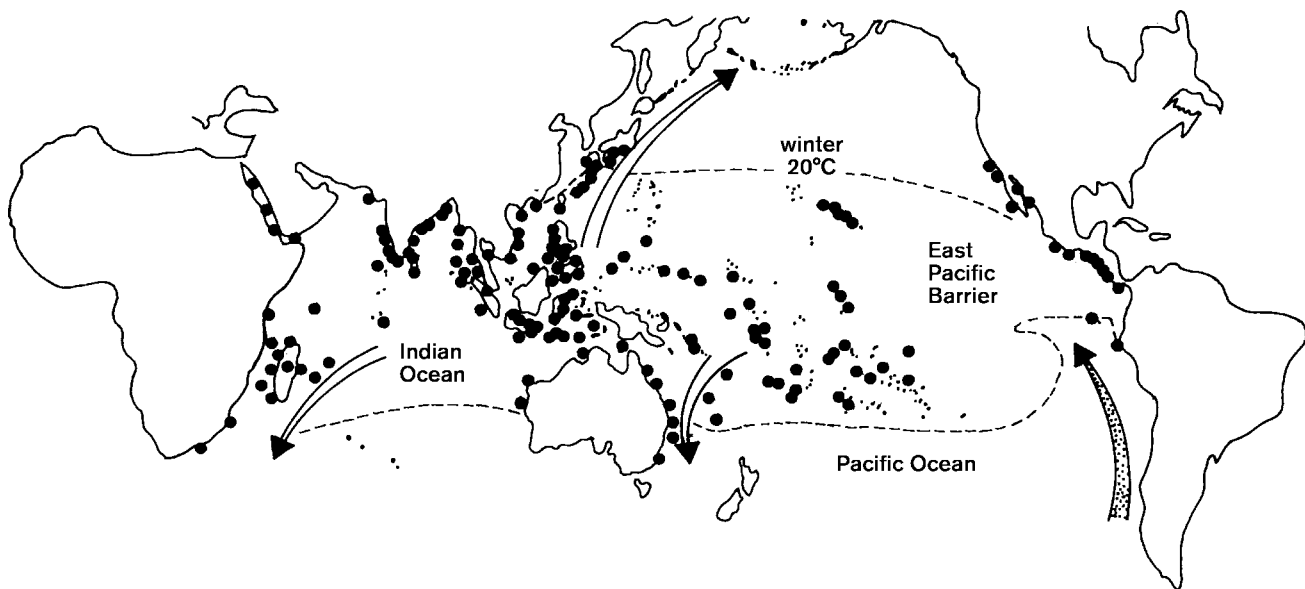 winter
20°C
East
Pacific
Barrier
Indian
Ocean
Pacific Ocean